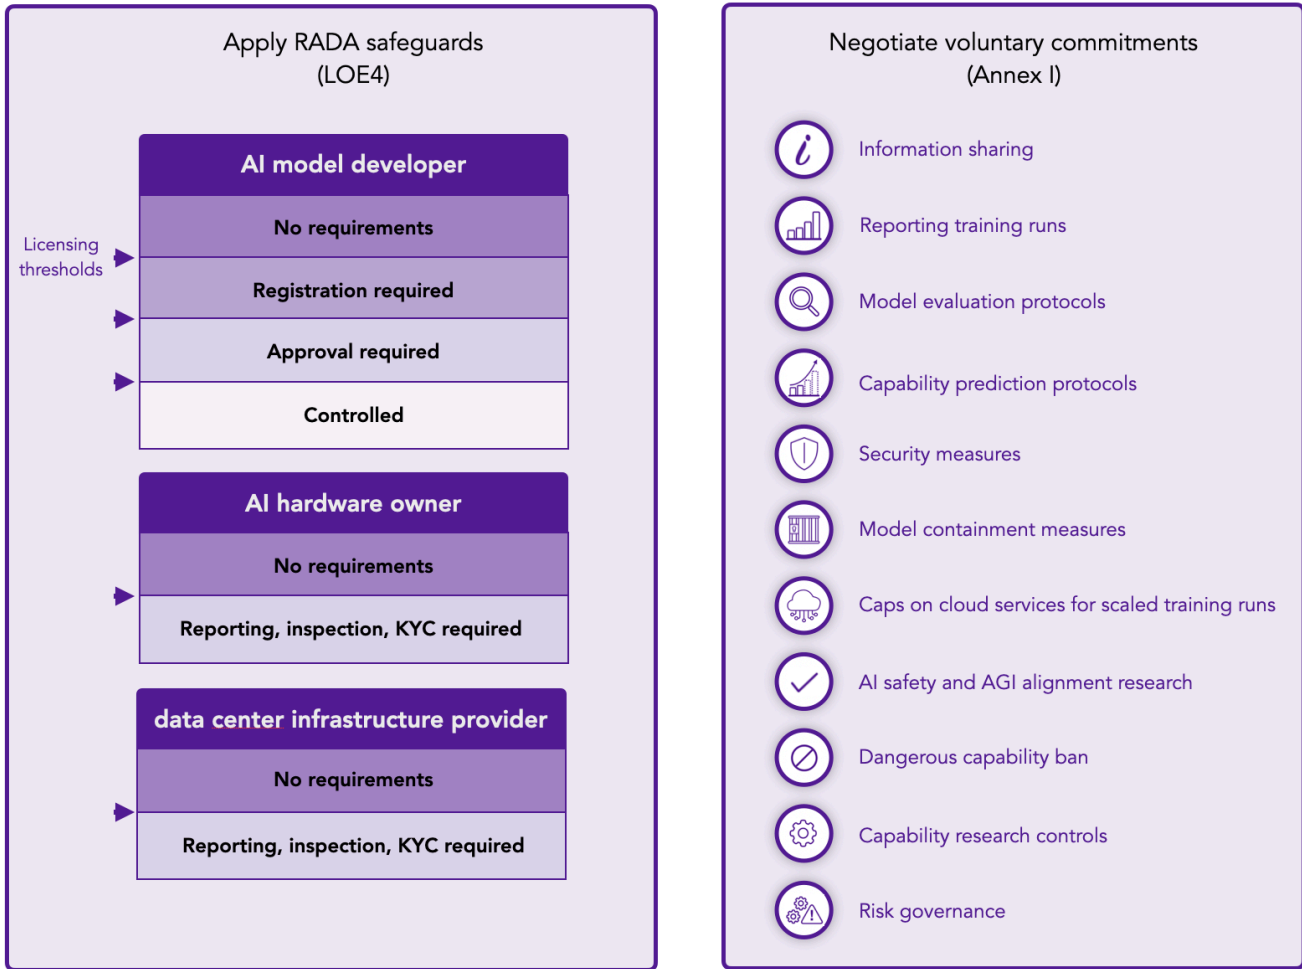 Apply RADA safeguards
(LOE4)
AI model developer
No requirements
Licensing
thresholds
Registration required
Approval required
Controlled
AI hardware owner
No requirements
Reporting, inspection, KYC required
data center infrastructure provider
No requirements
Reporting, inspection, KYC required
Negotiate voluntary commitments
(Annex I)
Information sharing
Reporting training runs
Model evaluation protocols
Capability prediction protocols
Security measures
Model containment measures
Caps on cloud services for scaled training runs
AI safety and AGI alignment research
Dangerous capability ban
Capability research controls
Risk governance